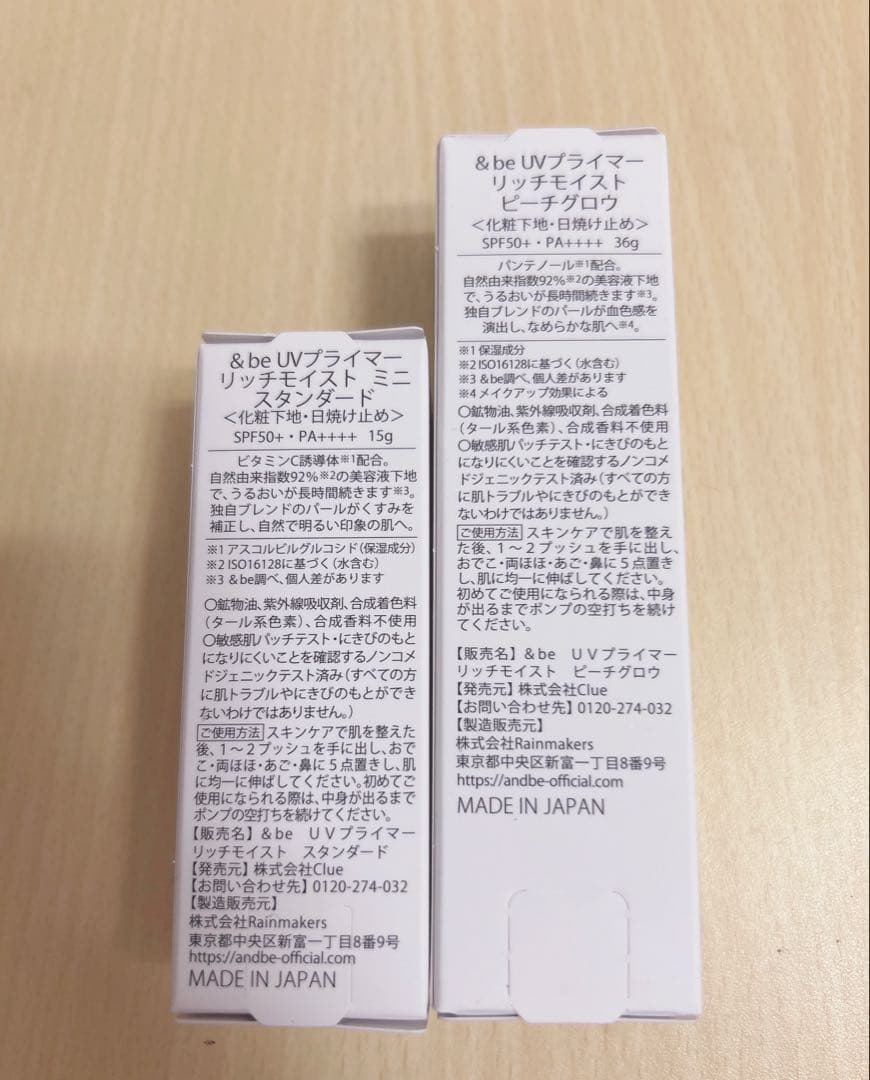 &be UVプライマー
リッチモイスト ミニ
スタンダード
＜化粧下地・日焼け止め＞
SPF50+・PA++++ 15g
ビタミンC誘導体※1配合。
自然由来指数92%※2の美容液下地
で、うるおいが長時間続きます※3。
独自ブレンドのパールがくすみを
補正し、自然で明るい印象の肌へ。
※1 アスコルビルグルコシド（保湿成分）
※2 ISO16128に基づく（水含む）
※3 &be調べ、個人差があります
○鉱物油、紫外線吸収剤、合成着色料
（タール系色素）、合成香料不使用
○敏感肌パッチテスト・にきびのもと
になりにくいことを確認するノンコメ
ドジェニックテスト済み（すべての方
に肌トラブルやにきびのもとができ
ないわけではありません。）
ご使用方法 スキンケアで肌を整えた
後、1～2プッシュを手に出し、おで
こ・両ほほ・あご・鼻に5点置きし、肌
に均一に伸ばしてください。初めてご
使用になられる際は、中身が出るまで
ポンプの空打ちを続けてください。
【販売名】&be UVプライマー
リッチモイスト スタンダード
【発売元】株式会社Clue
【お問い合わせ先】0120-274-032
【製造販売元】
株式会社Rainmakers
東京都中央区新富一丁目8番9号
https://andbe-official.com
MADE IN JAPAN
&be UVプライマー
リッチモイスト
ピーチグロウ
＜化粧下地・日焼け止め＞
SPF50+・PA++++ 36g
パンテノール※1配合。
自然由来指数92%※2の美容液下地
で、うるおいが長時間続きます※3。
独自ブレンドのパールが血色感を
演出し、なめらかな肌へ※4。
※1 保湿成分
※2 ISO16128に基づく（水含む）
※3 &be調べ、個人差があります
※4 メイクアップ効果による
○鉱物油、紫外線吸収剤、合成着色料
（タール系色素）、合成香料不使用
○敏感肌パッチテスト・にきびのもと
になりにくいことを確認するノンコメ
ドジェニックテスト済み（すべての方
に肌トラブルやにきびのもとができ
ないわけではありません。）
ご使用方法 スキンケアで肌を整え
た後、1～2プッシュを手に出し、
おでこ・両ほほ・あご・鼻に5点置き
し、肌に均一に伸ばしてください。
初めてご使用になられる際は、中身
が出るまでポンプの空打ちを続け
てください。
【販売名】&be UVプライマー
リッチモイスト ピーチグロウ
【発売元】株式会社Clue
【お問い合わせ先】0120-274-032
【製造販売元】
株式会社Rainmakers
東京都中央区新富一丁目8番9号
https://andbe-official.com
MADE IN JAPAN